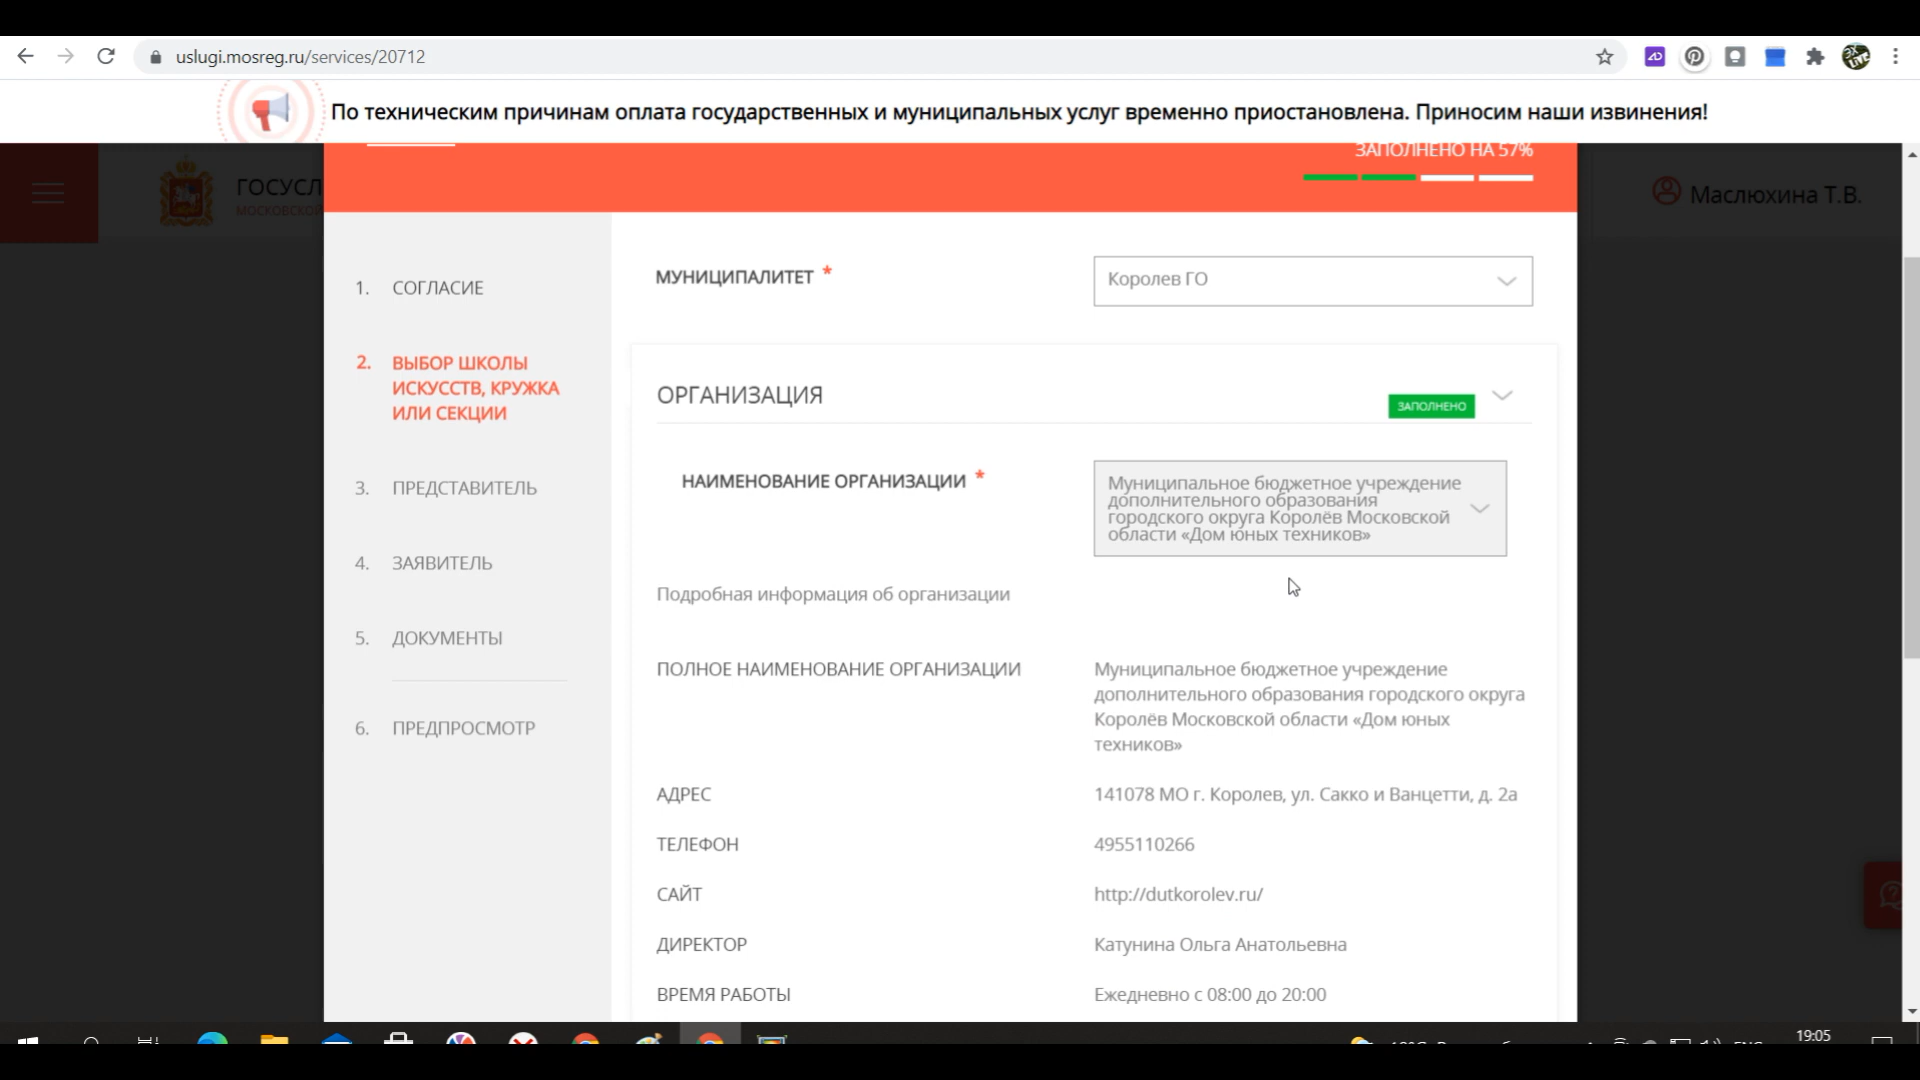 uslugi.mosreg.ru/services/20712
По техническим причинам оплата государственных и муниципальных услуг временно приостановлена. Приносим наши извинения!
ЗАПОЛНЕНО НА 57%
ГОСУСЛ
МОСКОВСКОЙ
Маслюхина Т.В.
1. СОГЛАСИЕ
2. ВЫБОР ШКОЛЫ
ИСКУССТВ, КРУЖКА
ИЛИ СЕКЦИИ
3. ПРЕДСТАВИТЕЛЬ
4. ЗАЯВИТЕЛЬ
5. ДОКУМЕНТЫ
6. ПРЕДПРОСМОТР
МУНИЦИПАЛИТЕТ *
Королев ГО
ОРГАНИЗАЦИЯ
ЗАПОЛНЕНО
НАИМЕНОВАНИЕ ОРГАНИЗАЦИИ *
Муниципальное бюджетное учреждение
дополнительного образования
городского округа Королёв Московской
области «Дом юных техников»
Подробная информация об организации
ПОЛНОЕ НАИМЕНОВАНИЕ ОРГАНИЗАЦИИ
Муниципальное бюджетное учреждение
дополнительного образования городского округа
Королёв Московской области «Дом юных
техников»
АДРЕС
141078 МО г. Королев, ул. Сакко и Ванцетти, д. 2а
ТЕЛЕФОН
4955110266
САЙТ
http://dutkorolev.ru/
ДИРЕКТОР
Катунина Ольга Анатольевна
ВРЕМЯ РАБОТЫ
Ежедневно с 08:00 до 20:00
19:05